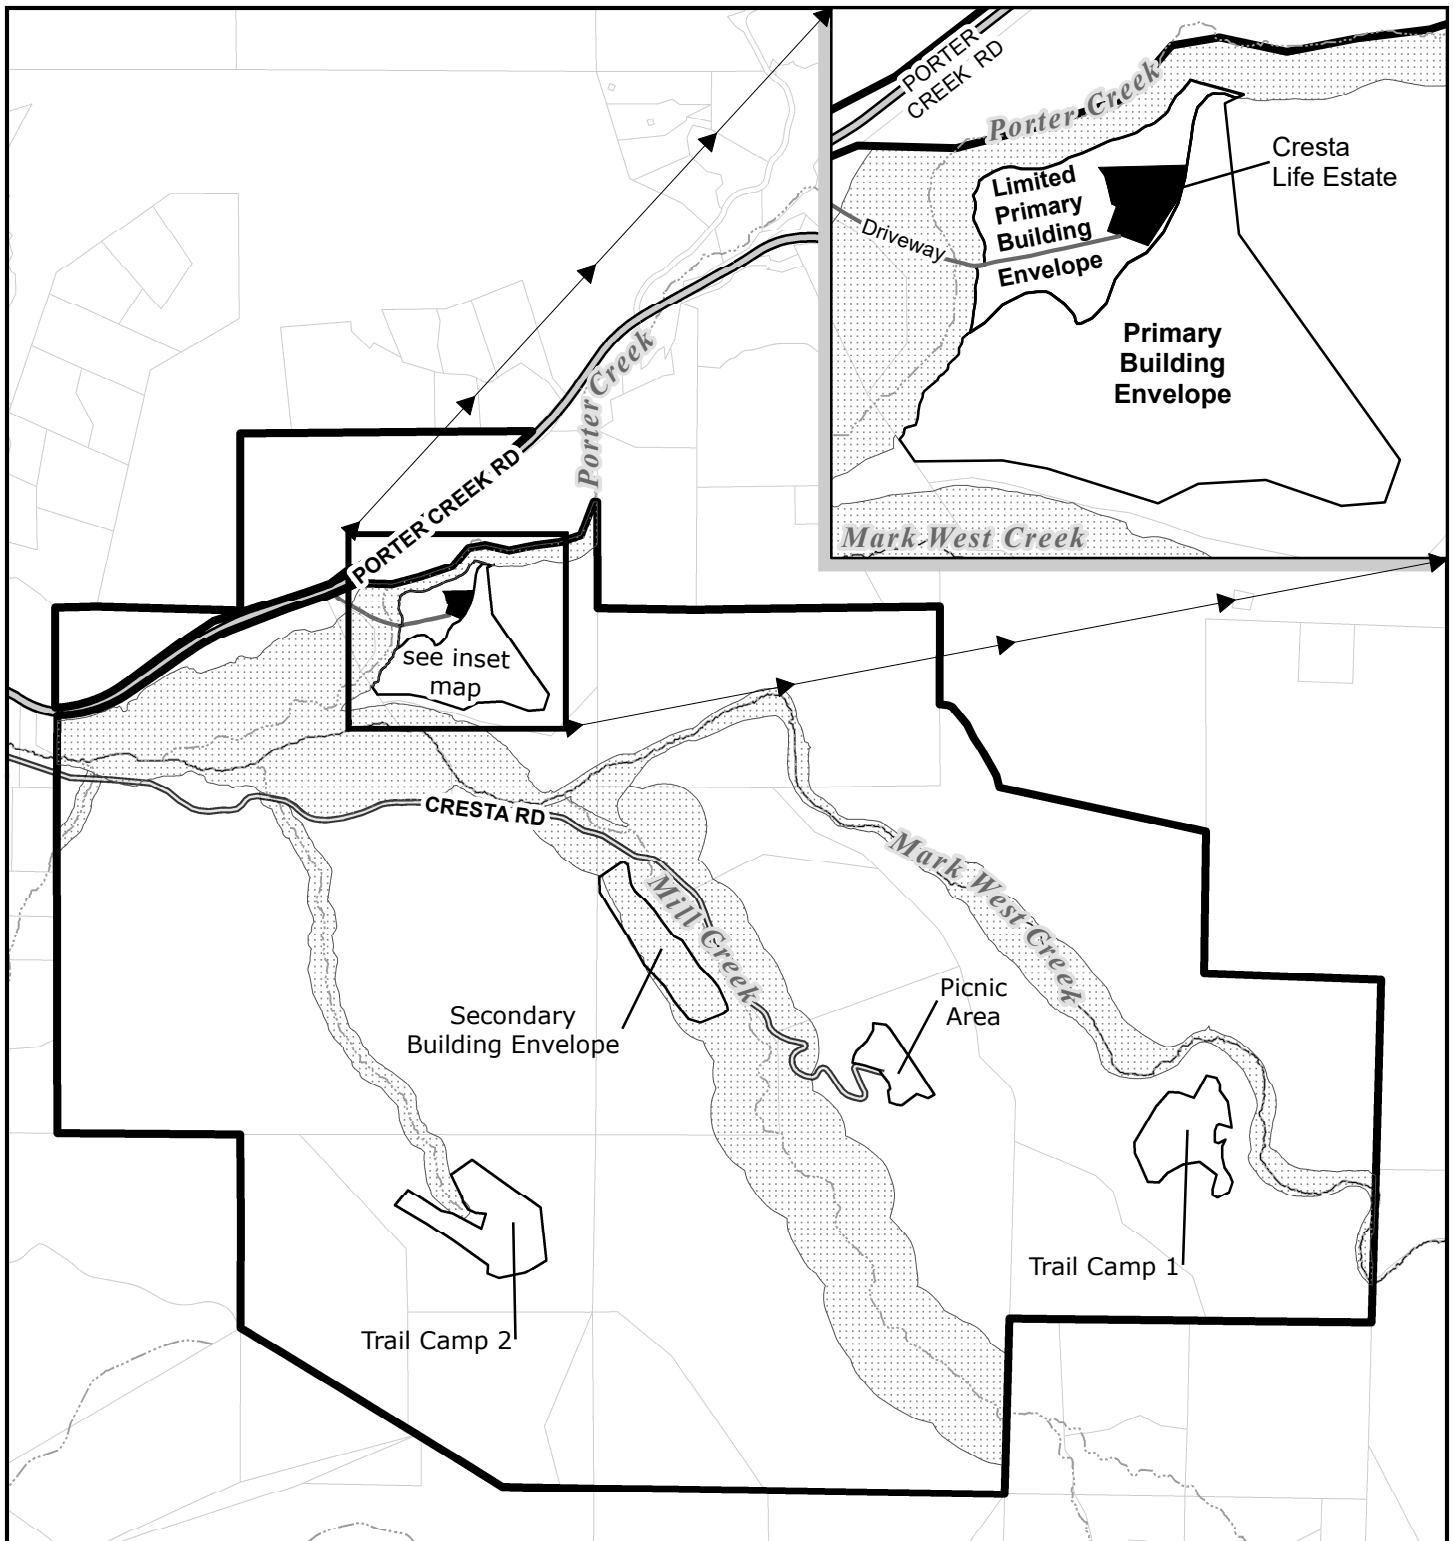 PORTER
CREEK RD
Porter Creek
Cresta
Life Estate
Limited
Primary
Building
Envelope
Driveway
Primary
Building
Envelope
Mark West Creek
Porter Creek
PORTER CREEK RD
see inset
map
CRESTA RD
Mark West Creek
Mill Creek
Secondary
Building Envelope
Picnic
Area
Trail Camp 1
Trail Camp 2